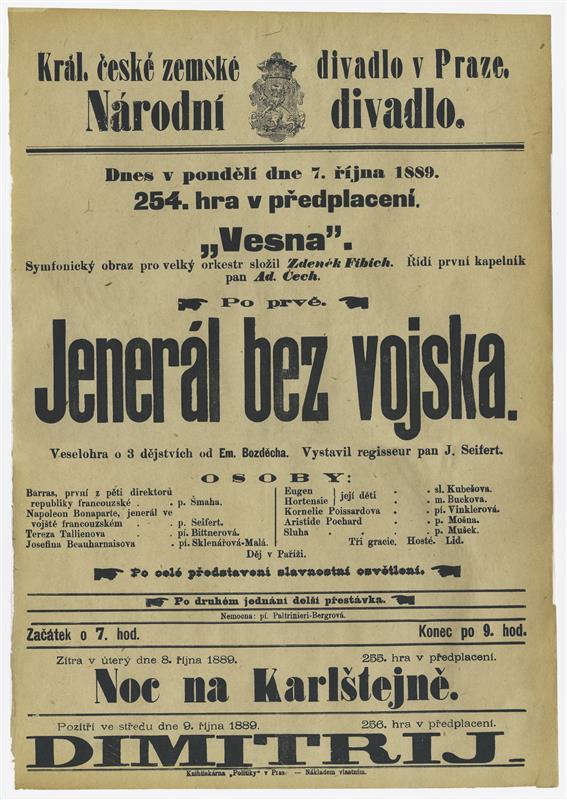 Král. české zemské divadlo v Praze.
Národní divadlo.
Dnes v pondělí dne 7. října 1889.
254. hra v předplacení.
„Vesna”.
Symfonický obraz pro velký orkestr složil Zdeněk Fibich. Řídí první kapelník
pan Ad. Čech.
Po prvé.
Jenerál bez vojska.
Veselohra o 3 dějstvích od Em. Bozděcha. Vystavil regisseur pan J. Seifert.
OSOBY:
Barras, první z pěti direktorů
republiky francouzské . . p. Šmaha.
Napoleon Bonaparte, jenerál ve
vojště francouzském . . p. Seifert.
Tereza Tallienova . . pí. Bittnerová.
Josefina Beauharnaisova . pí. Sklenářová-Malá.
Eugen } její děti . . sl. Kubešova.
Hortensie } . . m. Buckova.
Kornelie Poissardova . . pí. Vinklerová.
Aristide Pochard . . p. Mošna.
Sluha . . . p. Mušek.
Tři gracie. Hosté. Lid.
Děj v Paříži.
Po celé představení slavnostní osvětlení.
Po druhém jednání delší přestávka.
Nemocna: pí. Paltrinieri-Bergrová.
Začátek o 7. hod. Konec po 9. hod.
Zítra v úterý dne 8. října 1889. 255. hra v předplacení.
Noc na Karlštejně.
Pozítří ve středu dne 9. října 1889. 256. hra v předplacení.
DIMITRIJ.
Knihtiskárna „Politiky“ v Praze. — Nákladem vlastním.